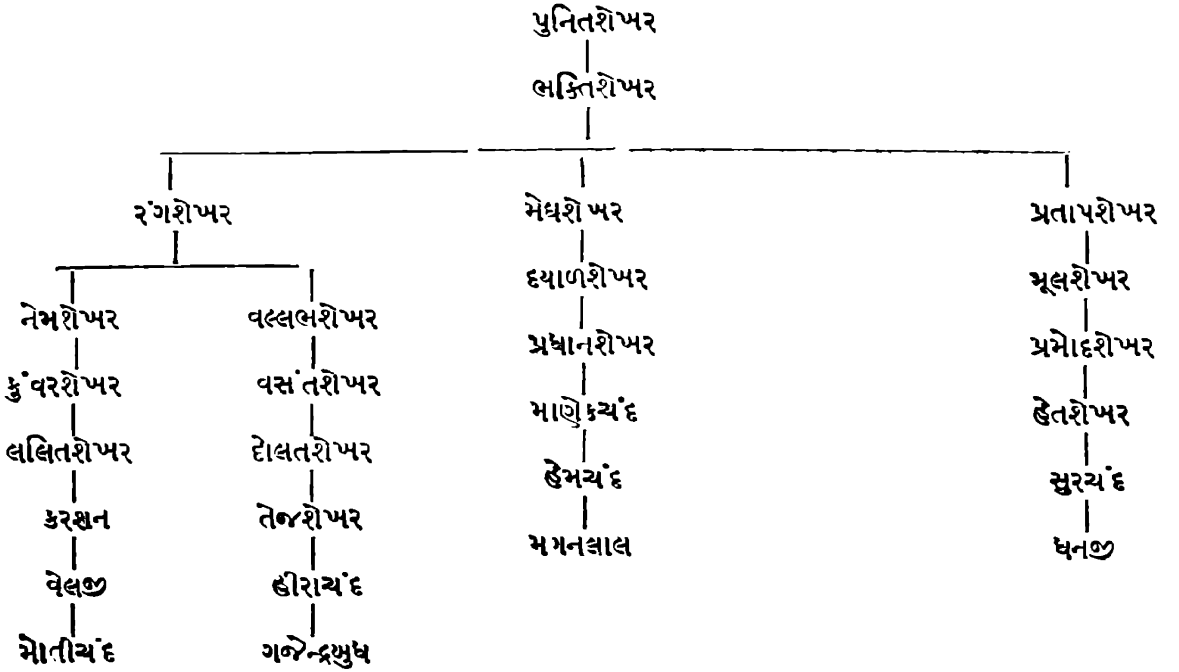 પુનિતશેખર
ભક્તિશેખર
રંગશેખર મેઘશેખર પ્રતાપશેખર
દયાળશેખર મૂલશેખર
નેમશેખર વલ્લભશેખર
પ્રધાનશેખર પ્રમોદશેખર
કુંવરશેખર વસંતશેખર
માણેકચંદ હેતશેખર
લલિતશેખર દોલતશેખર
હેમચંદ સુરચંદ
કરશન તેજશેખર
મગનલાલ ધનજી
વેલજી હીરાચંદ
મોતીચંદ ગજેન્દ્રબુધ